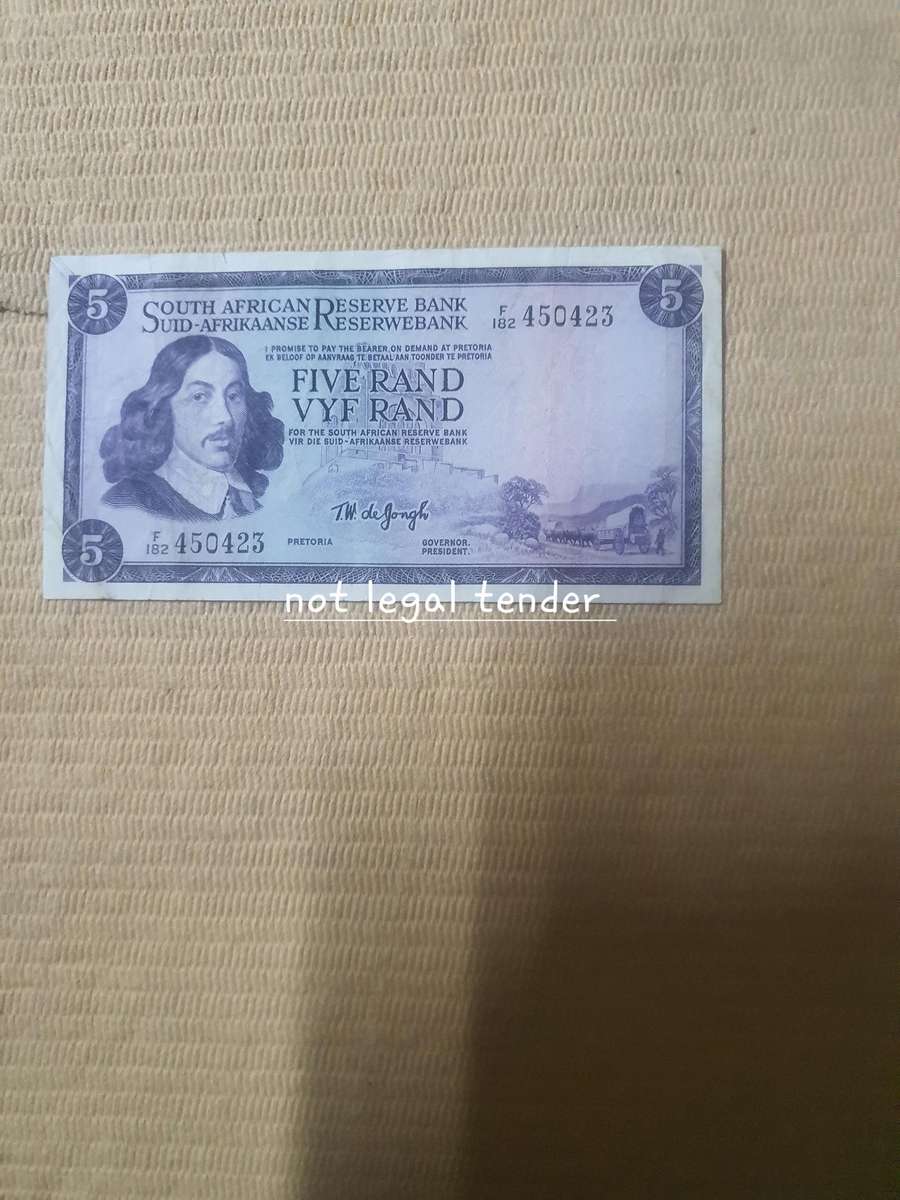 5
5
SOUTH AFRICAN RESERVE BANK
SUID-AFRIKAANSE RESERWEBANK
F/182 450423
I PROMISE TO PAY THE BEARER ON DEMAND AT PRETORIA
EK BELOOF OP AANVRAAG TE BETAAL AAN TOONDER TE PRETORIA
FIVE RAND
VYF RAND
FOR THE SOUTH AFRICAN RESERVE BANK
VIR DIE SUID-AFRIKAANSE RESERWEBANK
T.W. de Jongh
F/182 450423
PRETORIA
GOVERNOR.
PRESIDENT.
5
not legal tender